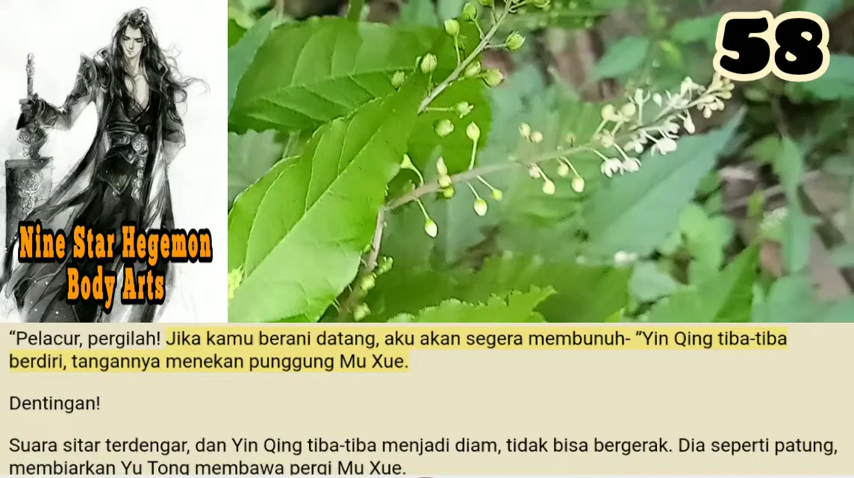 58
Nine Star Hegemon
Body Arts
“Pelacur, pergilah! Jika kamu berani datang, aku akan segera membunuh- ”Yin Qing tiba-tiba
berdiri, tangannya menekan punggung Mu Xue.
Dentingan!
Suara sitar terdengar, dan Yin Qing tiba-tiba menjadi diam, tidak bisa bergerak. Dia seperti patung,
membiarkan Yu Tong membawa pergi Mu Xue.